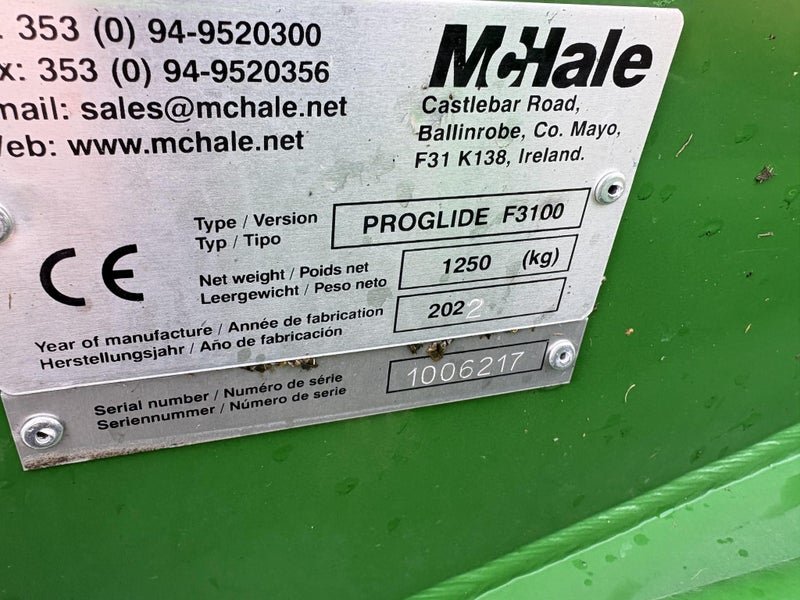 . 353 (0) 94-9520300
x: 353 (0) 94-9520356
mail: sales@mchale.net
Web: www.mchale.net
McHale
Castlebar Road,
Ballinrobe, Co. Mayo,
F31 K138, Ireland.
CE
Type / Version
Typ / Tipo
PROGLIDE F3100
Net weight / Poids net
Leergewicht / Peso neto
1250 (kg)
Year of manufacture / Année de fabrication
Herstellungsjahr / Año de fabricación
2022
Serial number / Numéro de série
Seriennummer / Número de serie
1006217